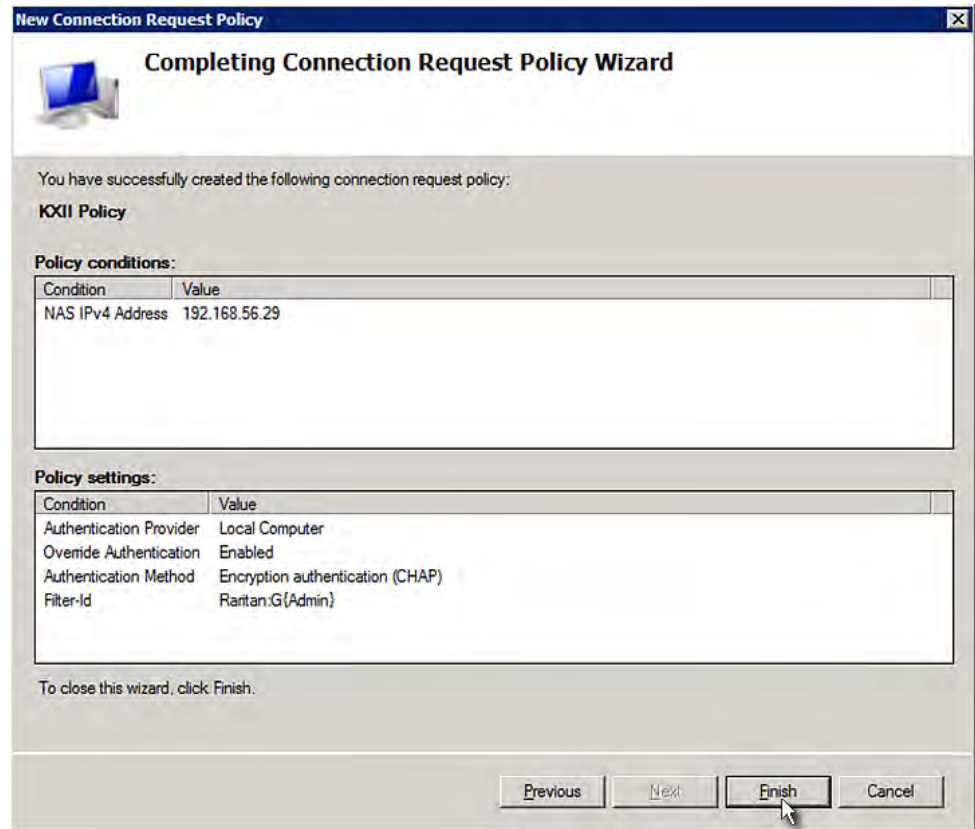 New Connection Request Policy
Completing Connection Request Policy Wizard
You have successfully created the following connection request policy:
KXII Policy
Policy conditions:
Condition Value
NAS IPv4 Address 192.168.56.29
Policy settings:
Condition Value
Authentication Provider Local Computer
Override Authentication Enabled
Authentication Method Encryption authentication (CHAP)
Filter-Id Raritan:G{Admin}
To close this wizard, click Finish.
Previous Next Finish Cancel